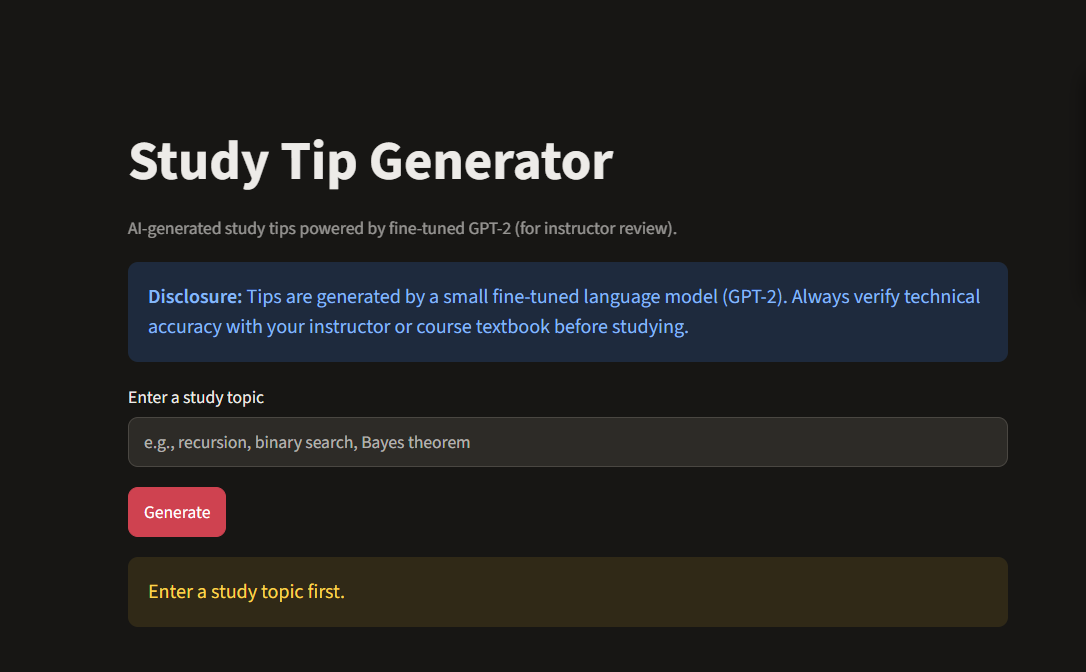 Study Tip Generator
AI-generated study tips powered by fine-tuned GPT-2 (for instructor review).
Disclosure: Tips are generated by a small fine-tuned language model (GPT-2). Always verify technical
accuracy with your instructor or course textbook before studying.
Enter a study topic
e.g., recursion, binary search, Bayes theorem
Generate
Enter a study topic first.